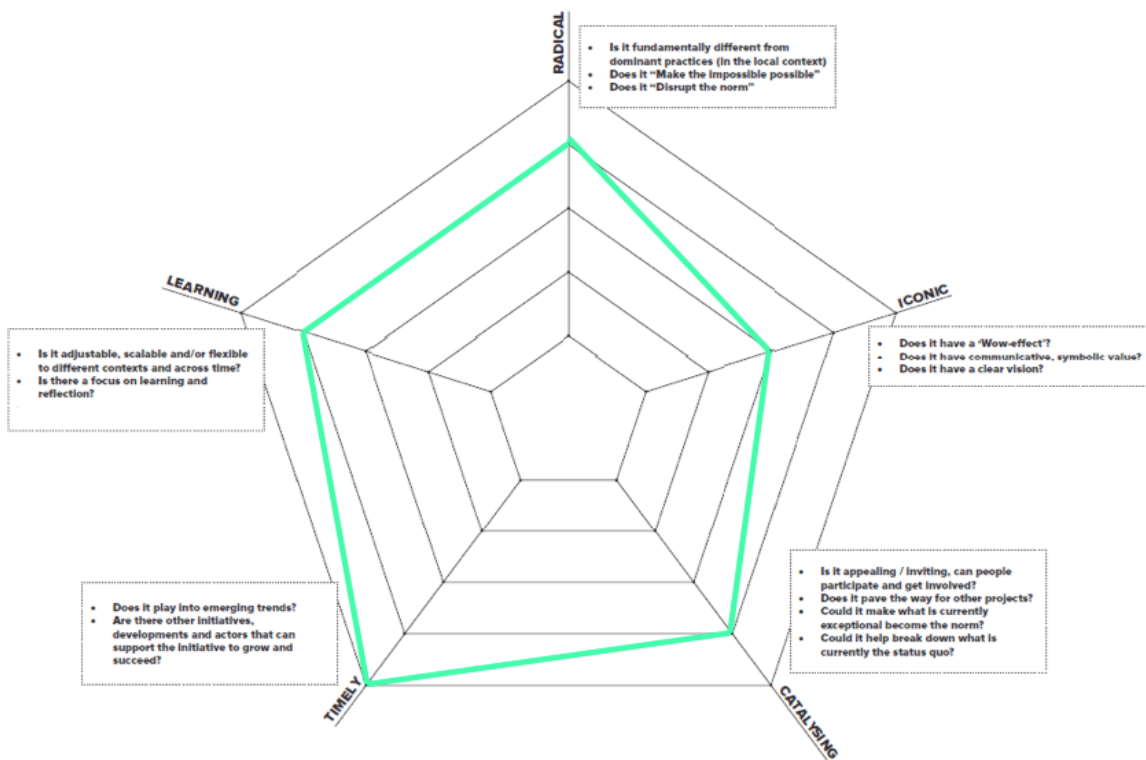 RADICAL
• Is it fundamentally different from
dominant practices (in the local context)
• Does it “Make the impossible possible”
• Does it “Disrupt the norm”
LEARNING
ICONIC
• Is it adjustable, scalable and/or flexible
to different contexts and across time?
• Is there a focus on learning and
reflection?
• Does it have a ‘Wow-effect’?
• Does it have communicative, symbolic value?
• Does it have a clear vision?
• Is it appealing / inviting, can people
participate and get involved?
• Does it pave the way for other projects?
• Could it make what is currently
exceptional become the norm?
• Could it help break down what is
currently the status quo?
• Does it play into emerging trends?
• Are there other initiatives,
developments and actors that can
support the initiative to grow and
succeed?
TIMELY
CATALYSING